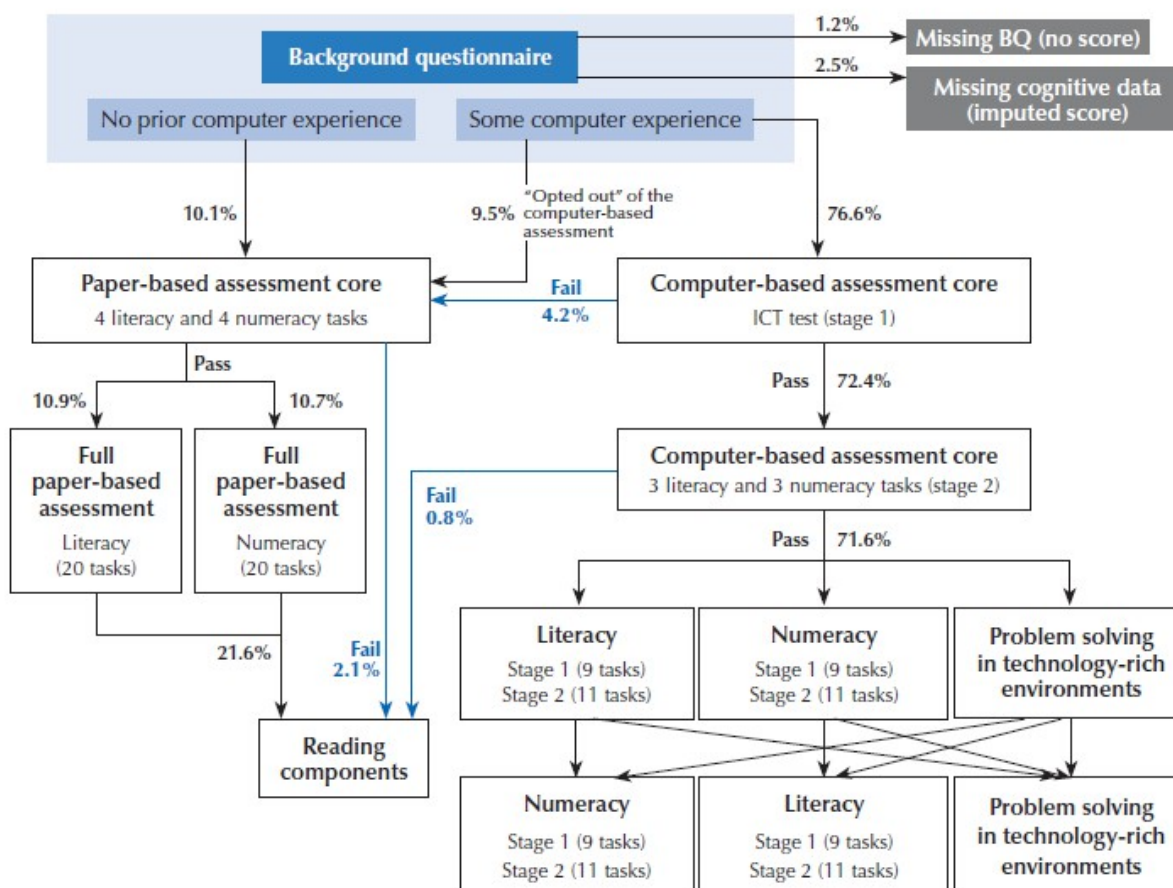 1.2%
Missing BQ (no score)
Background questionnaire
2.5%
Missing cognitive data
(imputed score)
No prior computer experience
Some computer experience
10.1%
9.5%
"Opted out" of the
computer-based
assessment
76.6%
Paper-based assessment core
4 literacy and 4 numeracy tasks
Fail
4.2%
Computer-based assessment core
ICT test (stage 1)
Pass
Pass 72.4%
10.9%
10.7%
Full
paper-based
assessment
Literacy
(20 tasks)
Full
paper-based
assessment
Numeracy
(20 tasks)
Computer-based assessment core
3 literacy and 3 numeracy tasks (stage 2)
Fail
0.8%
Pass 71.6%
21.6%
Fail
2.1%
Literacy
Stage 1 (9 tasks)
Stage 2 (11 tasks)
Numeracy
Stage 1 (9 tasks)
Stage 2 (11 tasks)
Problem solving
in technology-rich
environments
Reading
components
Numeracy
Stage 1 (9 tasks)
Stage 2 (11 tasks)
Literacy
Stage 1 (9 tasks)
Stage 2 (11 tasks)
Problem solving
in technology-rich
environments